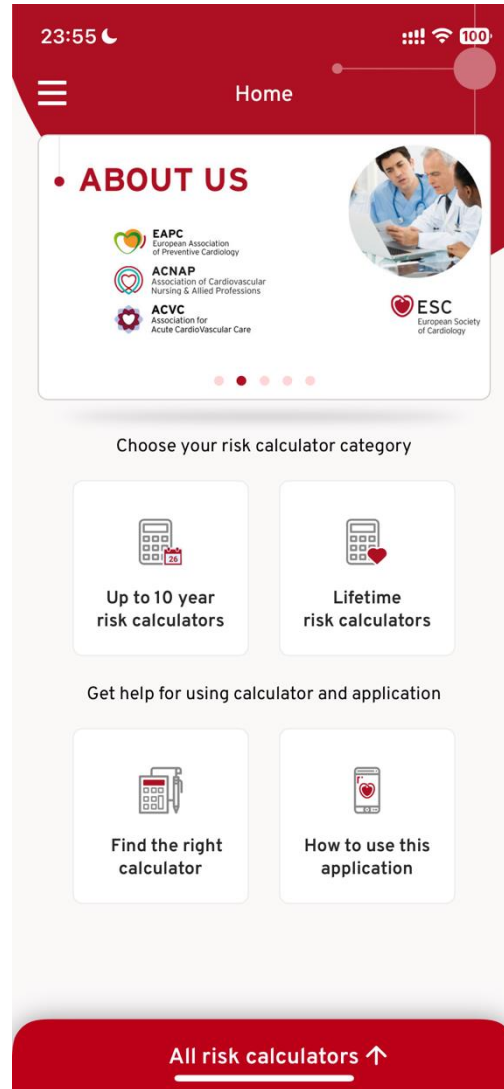 23:55
100
Home
ABOUT US
EAPC
European Association
of Preventive Cardiology
ACNAP
Association of Cardiovascular
Nursing & Allied Professions
ACVC
Association for
Acute CardioVascular Care
ESC
European Society
of Cardiology
Choose your risk calculator category
26
Up to 10 year
risk calculators
Lifetime
risk calculators
Get help for using calculator and application
Find the right
calculator
How to use this
application
All risk calculators ↑